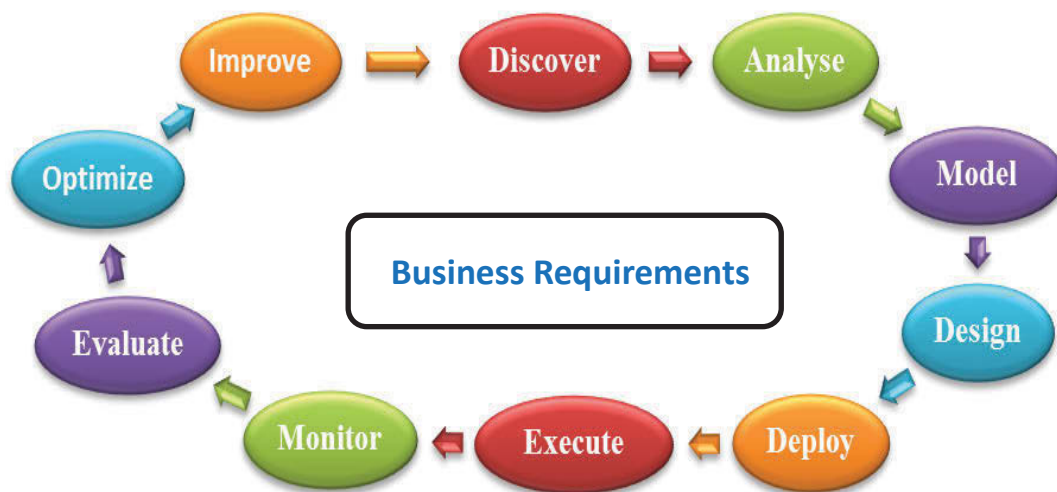 Improve
Discover
Analyse
Model
Design
Deploy
Execute
Monitor
Evaluate
Optimize
Business Requirements